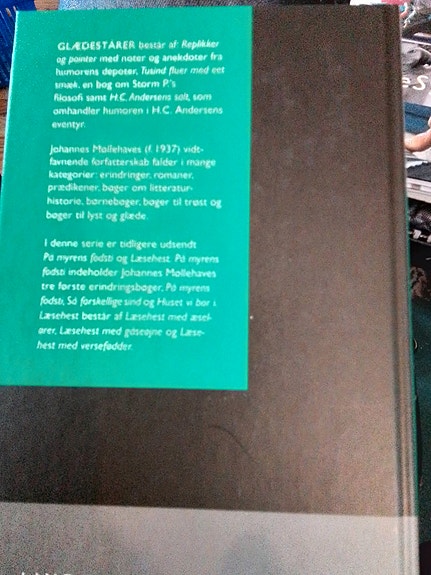 GLÆDESTÅRER består af: Replikker
og pointer med noter og anekdoter fra
humorens depoter, Tusind fluer med eet
smæk, en bog om Storm P.'s
filosofi samt H.C. Andersens salt, som
omhandler humoren i H.C. Andersens
eventyr.
Johannes Møllehaves (f. 1937) vidt-
favnende forfatterskab falder i mange
kategorier: erindringer, romaner,
prædikener, bøger om litteratur-
historie, børnebøger, bøger til trøst og
bøger til lyst og glæde.
I denne serie er tidligere udsendt
På myrens fodsti og Læsehest. På myrens
fodsti indeholder Johannes Møllehaves
tre første erindringsbøger, På myrens
fodsti, Så forskellige sind og Huset vi bor i.
Læsehest består af Læsehest med æsel-
ører, Læsehest med gåseøjne og Læse-
hest med versefødder.